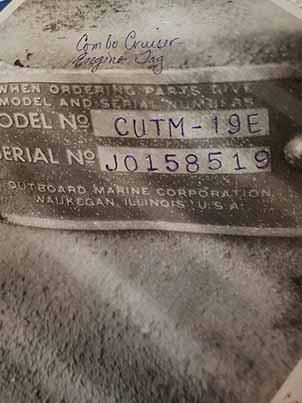 Combo Cruiser
Engine Tag
WHEN ORDERING PARTS GIVE
MODEL AND SERIAL NUMBERS
ODEL Nº CUTM-19E
SERIAL Nº J0158519
OUTBOARD MARINE CORPORATION
WAUKEGAN, ILLINOIS, U.S.A.